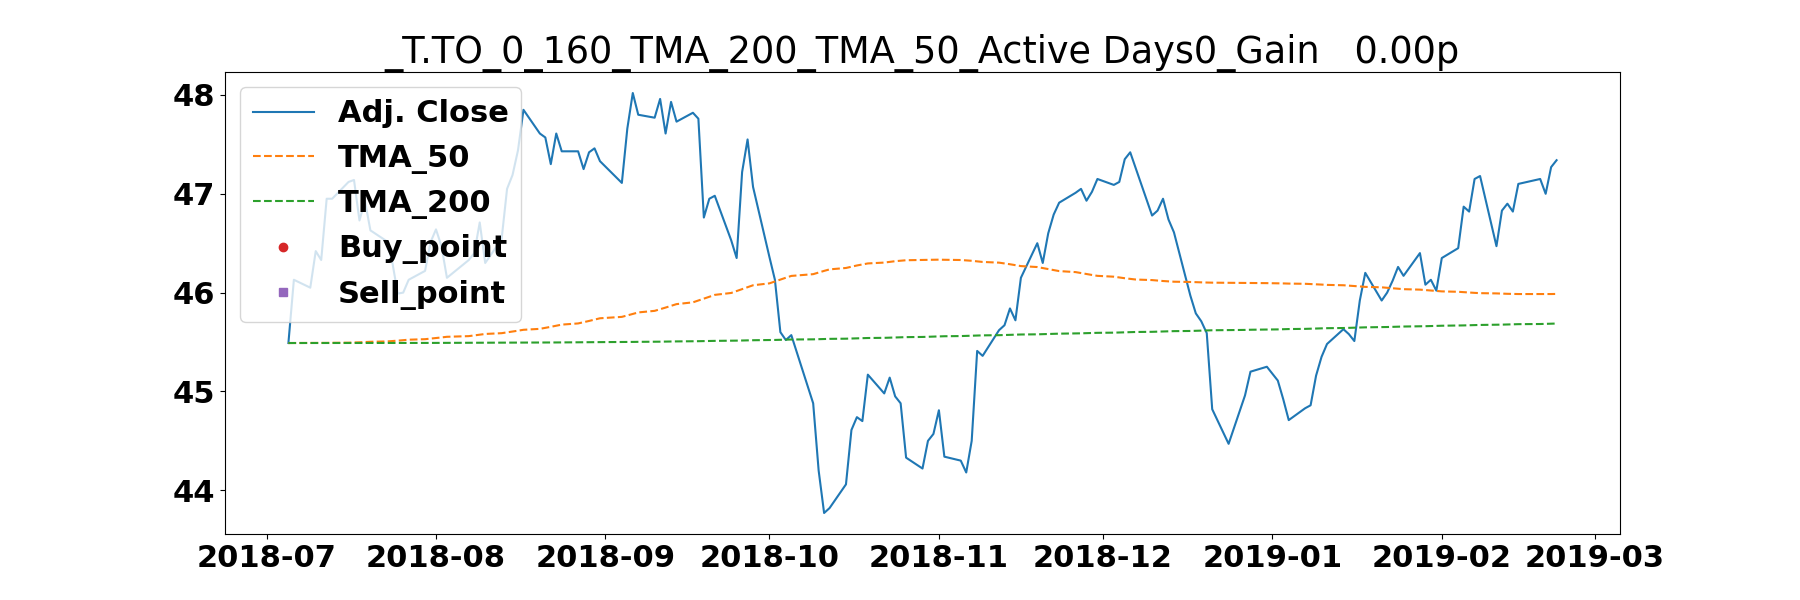 _T.TO_0_160_TMA_200_TMA_50_Active Days0_Gain   0.00p
48
47
46
45
44
Adj. Close
TMA_50
TMA_200
Buy_point
Sell_point
2018-07 2018-08 2018-09 2018-10 2018-11 2018-12 2019-01 2019-02 2019-03